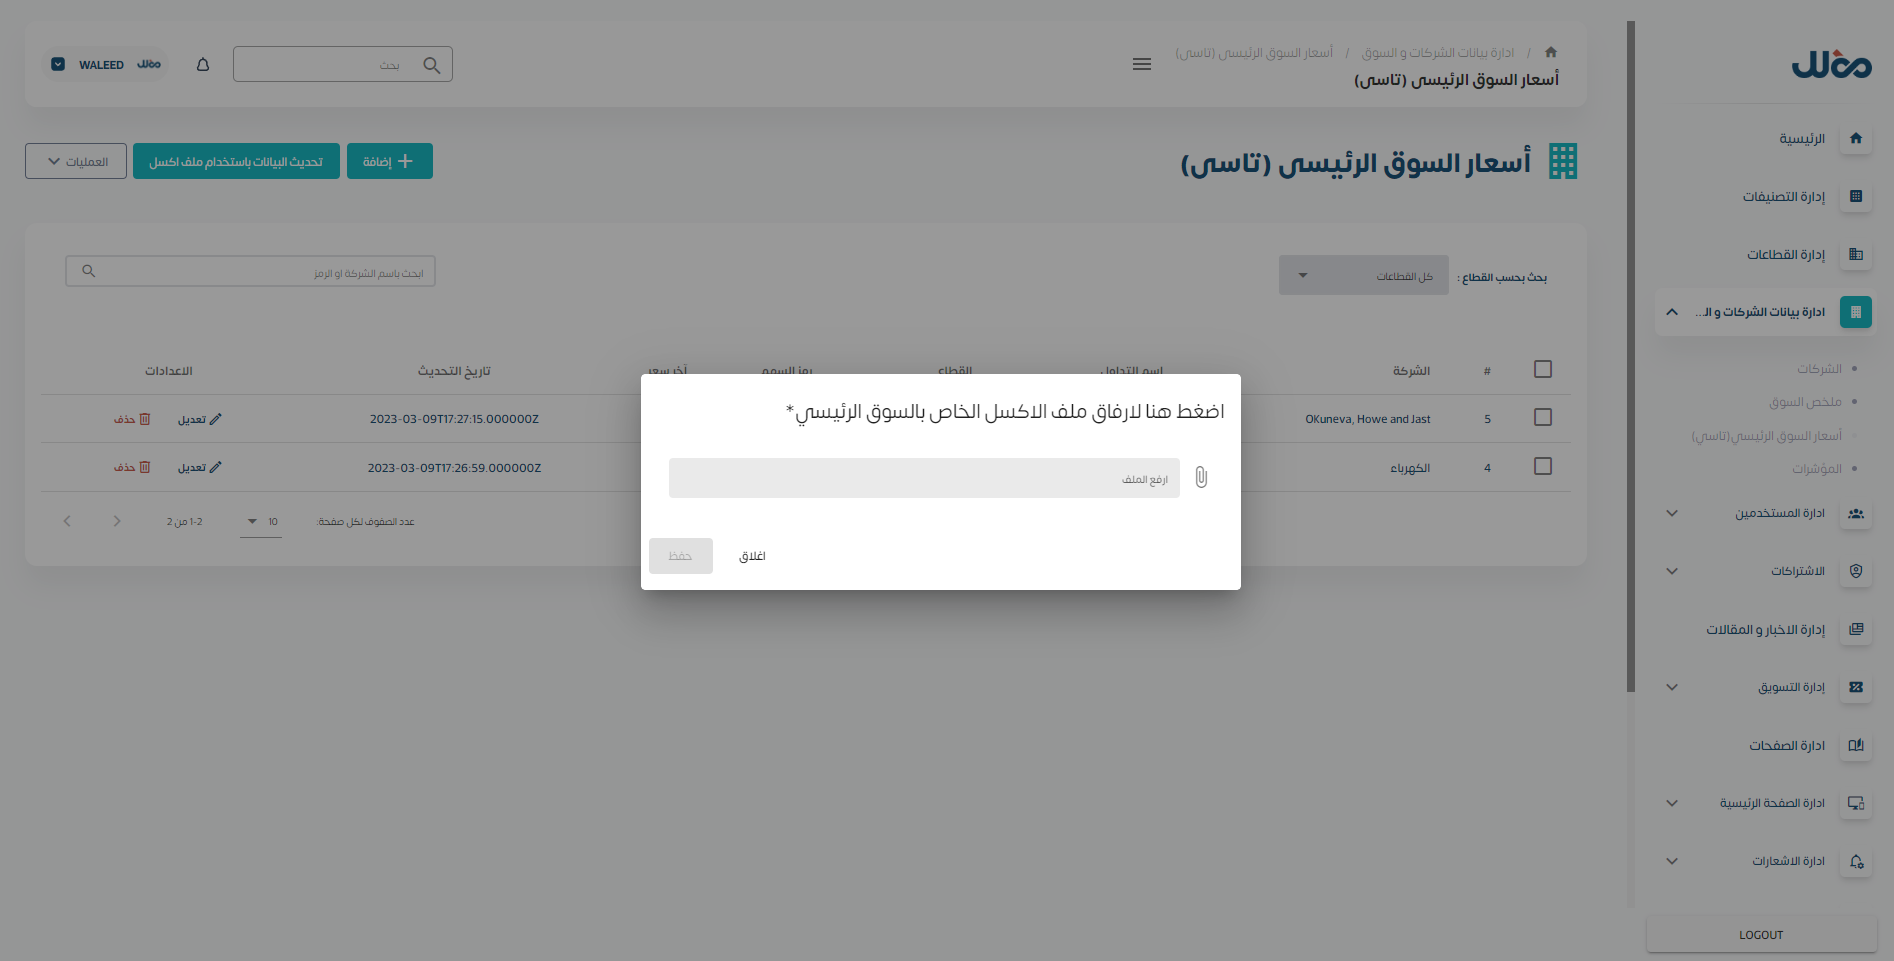 ادارة بيانات الشركات و السوق / أسعار السوق الرئيسي (تاسي)
أسعار السوق الرئيسي (تاسي)
بحث
WALEED
مقلل
الرئيسية
إدارة التصنيفات
إدارة القطاعات
ادارة بيانات الشركات و الـ...
الشركات
ملخص السوق
أسعار السوق الرئيسي(تاسي)
المؤشرات
ادارة المستخدمين
الاشتراكات
إدارة الاخبار و المقالات
إدارة التسويق
ادارة الصفحات
ادارة الصفحة الرئيسية
ادارة الاشعارات
LOGOUT
أسعار السوق الرئيسي (تاسي)
إضافة
تحديث البيانات باستخدام ملف اكسل
العمليات
بحث بحسب القطاع :
كل القطاعات
ابحث باسم الشركة او الرمز
# الشركة اسم التداول القطاع رمز السهم آخر سعر تاريخ التحديث الاعدادات
5 OKuneva, Howe and Jast 2023-03-09T17:27:15.000000Z تعديل حذف
4 الكهرباء 2023-03-09T17:26:59.000000Z تعديل حذف
عدد الصفوف لكل صفحة: 10 1-2 من 2
اضغط هنا لارفاق ملف الاكسل الخاص بالسوق الرئيسي*
ارفع الملف
اغلاق
حفظ